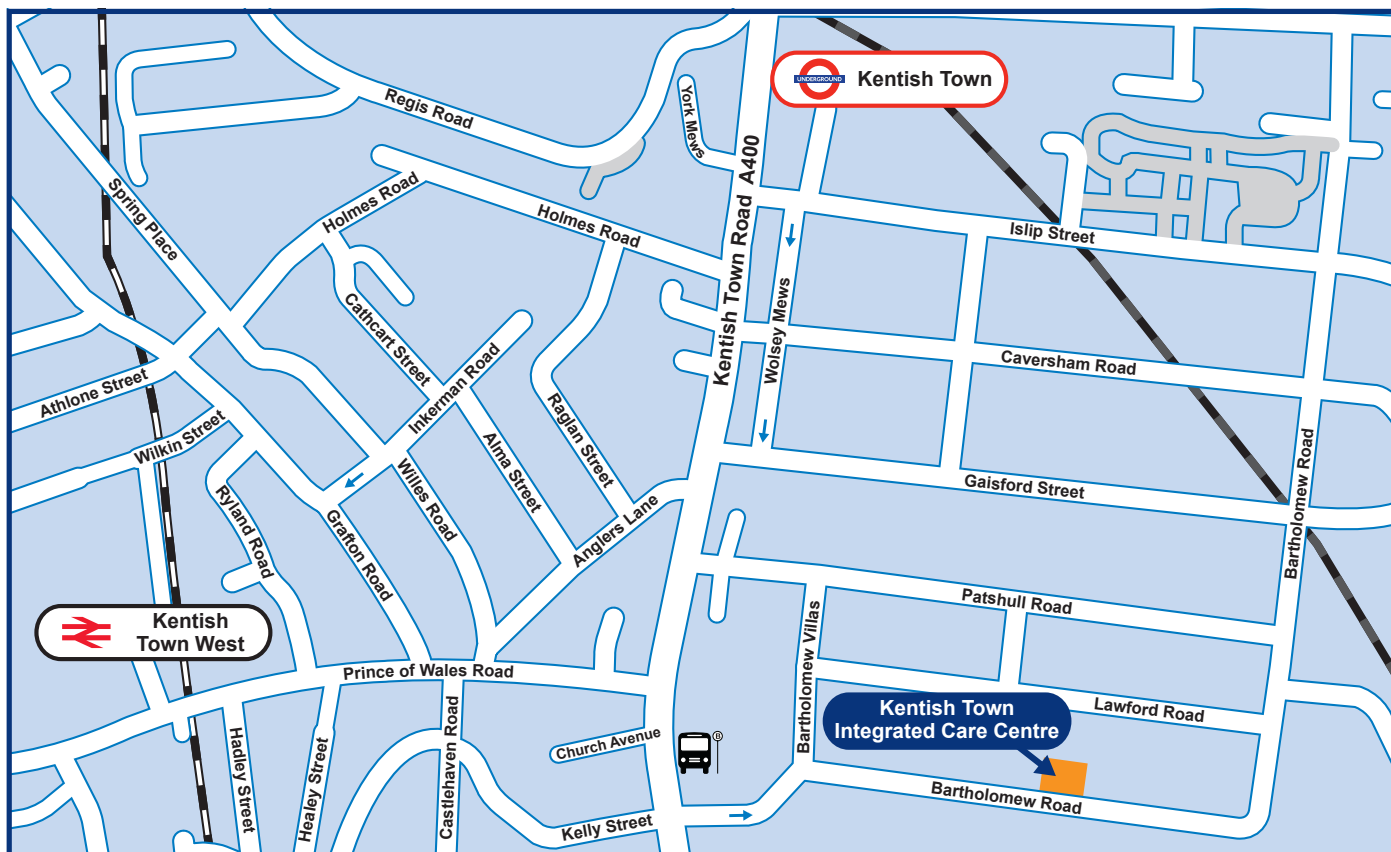 UNDERGROUND
Kentish Town
Regis Road
York Mews
Kentish Town Road A400
Spring Place
Holmes Road
Holmes Road
Islip Street
Wolsey Mews
Cathcart Street
Inkerman Road
Caversham Road
Athlone Street
Raglan Street
Wilkin Street
Alma Street
Willes Road
Gaisford Street
Bartholomew Road
Ryland Road
Grafton Road
Anglers Lane
Patshull Road
Kentish
Town West
Bartholomew Villas
Prince of Wales Road
Kentish Town
Integrated Care Centre
Lawford Road
Hadley Street
Healey Street
Castlehaven Road
Church Avenue
B
Bartholomew Road
Kelly Street